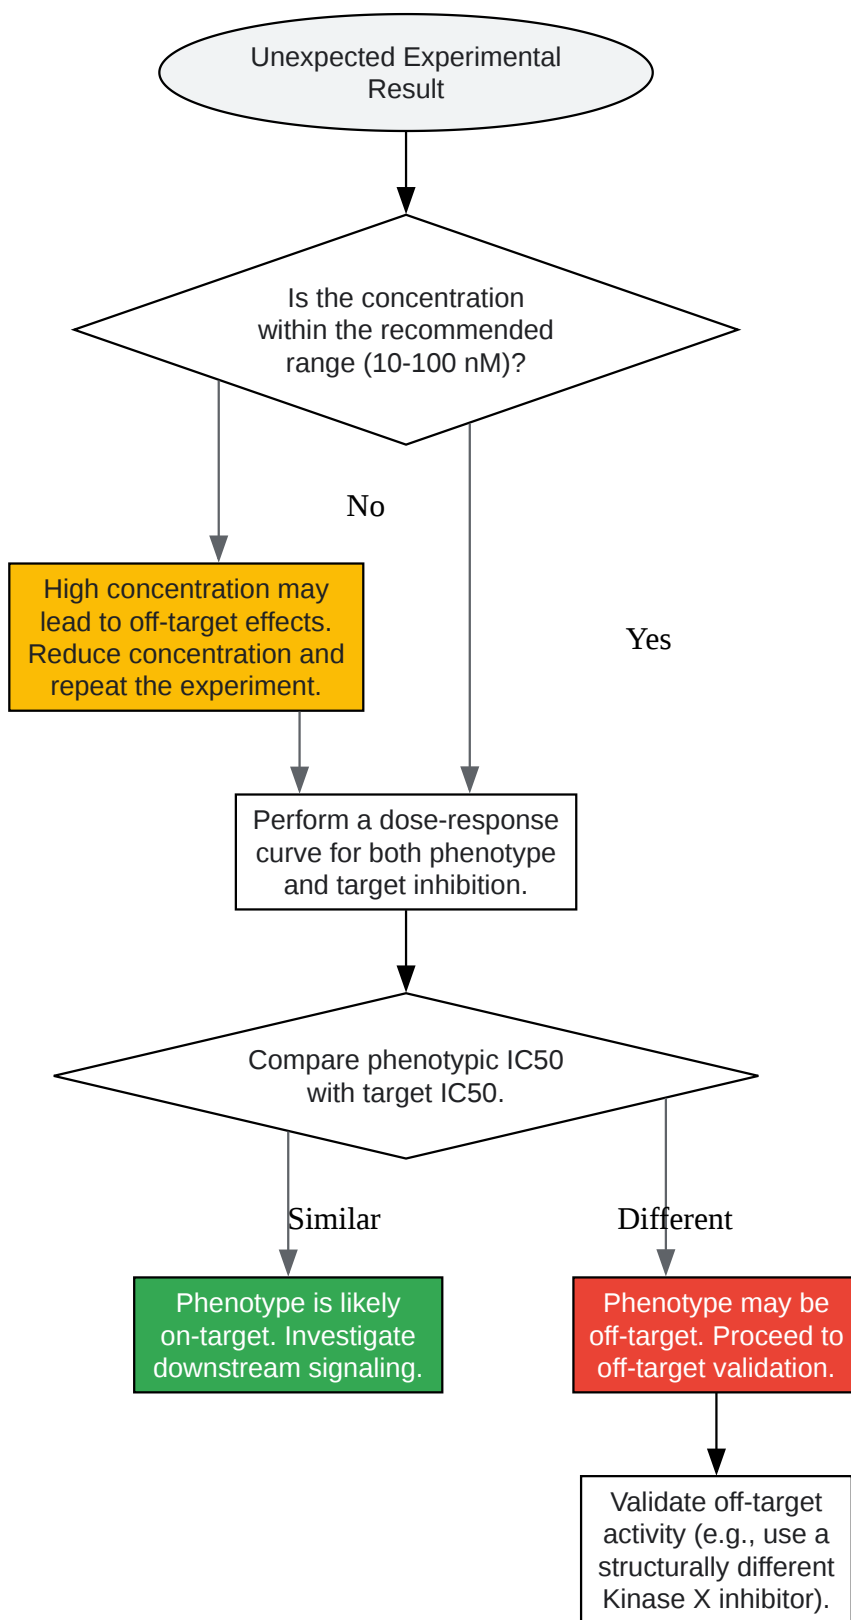 Unexpected Experimental
Result
Is the concentration
within the recommended
range (10-100 nM)?
No
High concentration may
lead to off-target effects.
Reduce concentration and
repeat the experiment.
Yes
Perform a dose-response
curve for both phenotype
and target inhibition.
Compare phenotypic IC50
with target IC50.
Similar
Different
Phenotype is likely
on-target. Investigate
downstream signaling.
Phenotype may be
off-target. Proceed to
off-target validation.
Validate off-target
activity (e.g., use a
structurally different
Kinase X inhibitor).